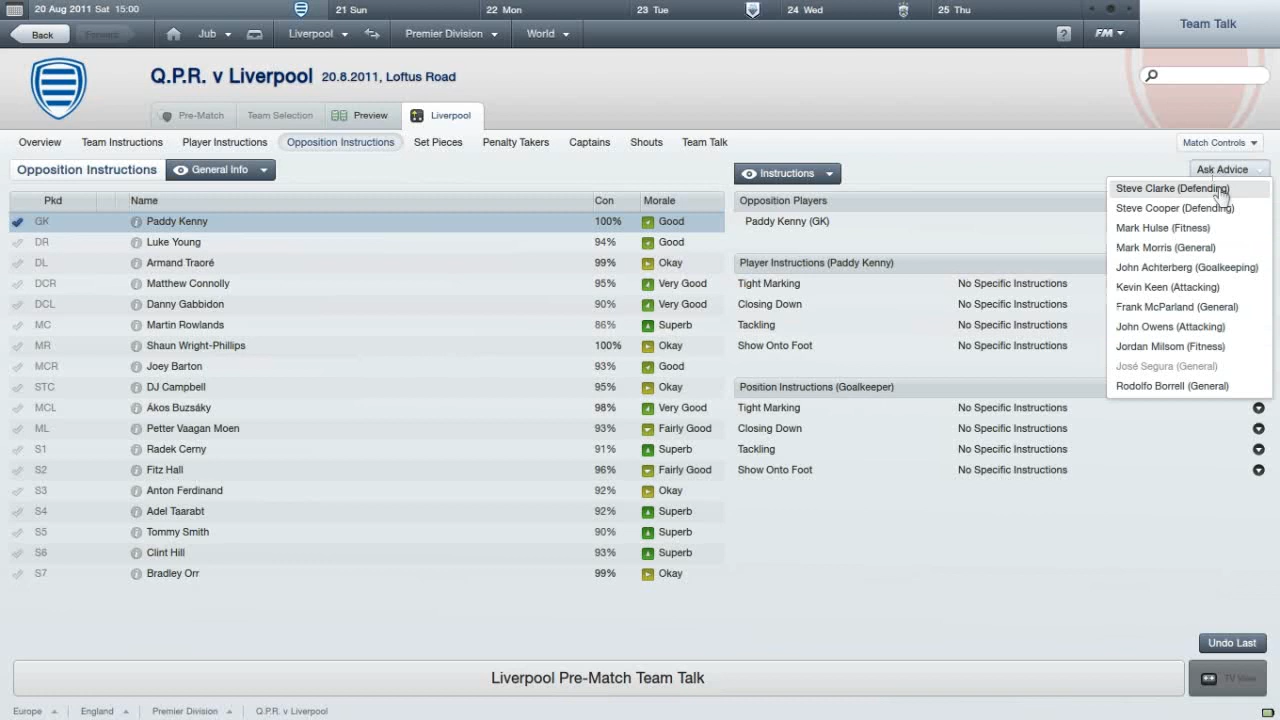 20 Aug 2011 Sat 15:00 21 Sun 22 Mon 23 Tue 24 Wed 25 Thu
Back Forward Jub Liverpool Premier Division World ? FM Team Talk
Q.P.R. v Liverpool 20.8.2011, Loftus Road
Pre-Match Team Selection Preview Liverpool
Overview Team Instructions Player Instructions Opposition Instructions Set Pieces Penalty Takers Captains Shouts Team Talk Match Controls
Opposition Instructions General Info Instructions Ask Advice
Pkd Name Con Morale
GK Paddy Kenny 100% Good
DR Luke Young 94% Good
DL Armand Traoré 99% Okay
DCR Matthew Connolly 95% Very Good
DCL Danny Gabbidon 90% Very Good
MC Martin Rowlands 86% Superb
MR Shaun Wright-Phillips 100% Okay
MCR Joey Barton 93% Good
STC DJ Campbell 95% Okay
MCL Ákos Buzsáky 98% Very Good
ML Petter Vaagan Moen 93% Fairly Good
S1 Radek Cerny 91% Superb
S2 Fitz Hall 96% Fairly Good
S3 Anton Ferdinand 92% Okay
S4 Adel Taarabt 92% Superb
S5 Tommy Smith 90% Superb
S6 Clint Hill 93% Superb
S7 Bradley Orr 99% Okay
Opposition Players
Paddy Kenny (GK)
Player Instructions (Paddy Kenny)
Tight Marking No Specific Instructions
Closing Down No Specific Instructions
Tackling No Specific Instructions
Show Onto Foot No Specific Instructions
Position Instructions (Goalkeeper)
Tight Marking No Specific Instructions
Closing Down No Specific Instructions
Tackling No Specific Instructions
Show Onto Foot No Specific Instructions
Steve Clarke (Defending)
Steve Cooper (Defending)
Mark Hulse (Fitness)
Mark Morris (General)
John Achterberg (Goalkeeping)
Kevin Keen (Attacking)
Frank McParland (General)
John Owens (Attacking)
Jordan Milsom (Fitness)
José Segura (General)
Rodolfo Borrell (General)
Undo Last
Liverpool Pre-Match Team Talk
TV View
Europe England Premier Division Q.P.R. v Liverpool